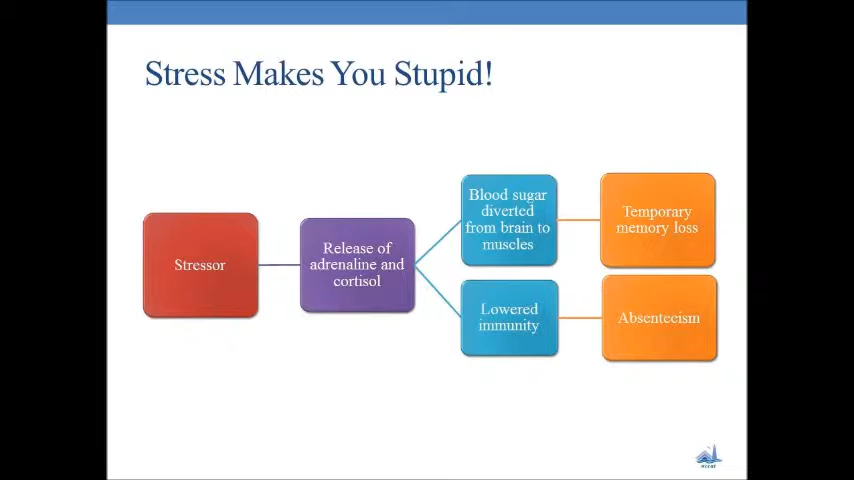 Stress Makes You Stupid!
Stressor
Release of
adrenaline and
cortisol
Blood sugar
diverted
from brain to
muscles
Temporary
memory loss
Lowered
immunity
Absenteeism